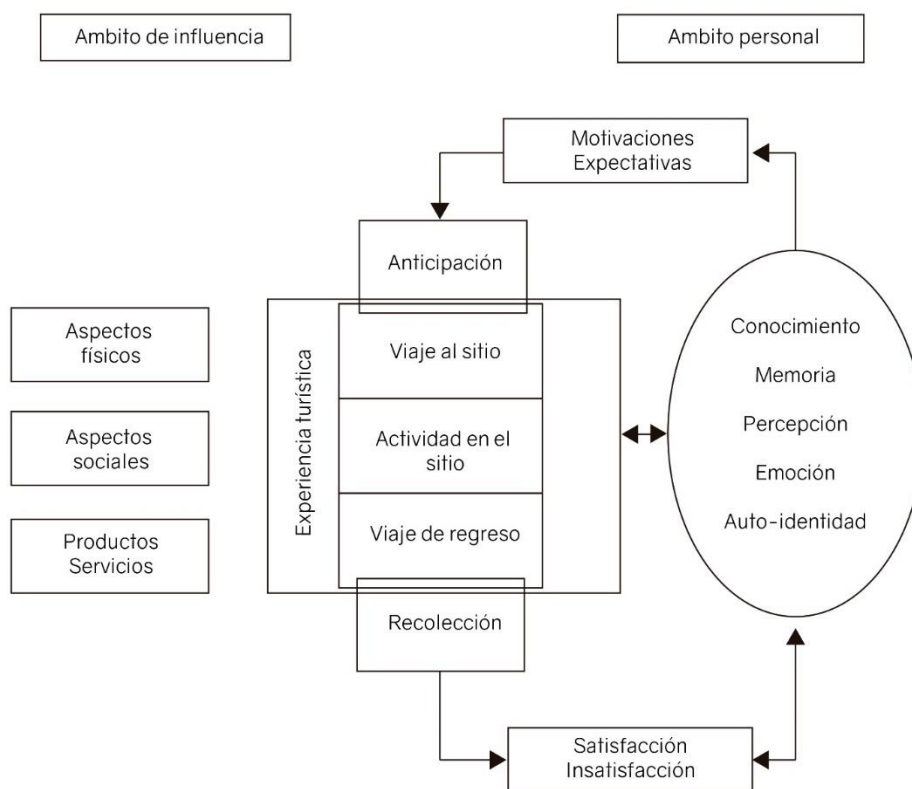 Ambito de influencia
Ambito personal
Motivaciones
Expectativas
Anticipación
Experiencia turística
Viaje al sitio
Actividad en el
sitio
Viaje de regreso
Recolección
Aspectos
físicos
Aspectos
sociales
Productos
Servicios
Conocimiento
Memoria
Percepción
Emoción
Auto-identidad
Satisfacción
Insatisfacción